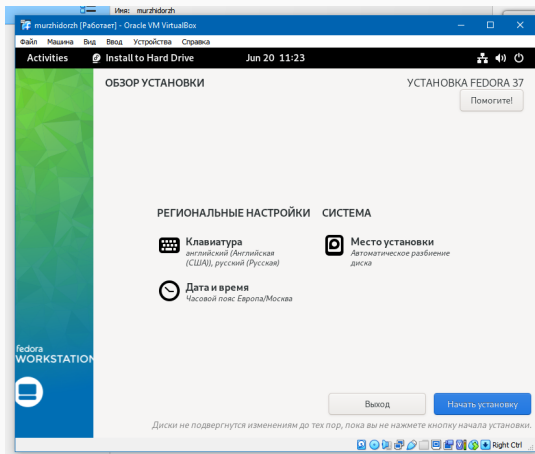 Имя: murzhidorzh
murzhidorzh [Работает] - Oracle VM VirtualBox
Файл Машина Вид Ввод Устройства Справка
Activities Install to Hard Drive Jun 20 11:23
ОБЗОР УСТАНОВКИ
УСТАНОВКА FEDORA 37
Помогите!
РЕГИОНАЛЬНЫЕ НАСТРОЙКИ
Клавиатура
английский (Английская
(США)), русский (Русская)
Дата и время
Часовой пояс Европа/Москва
СИСТЕМА
Место установки
Автоматическое разбиение
диска
fedora
WORKSTATION
Выход
Начать установку
Диски не подвергнутся изменениям до тех пор, пока вы не нажмете кнопку начала установки.
Right Ctrl